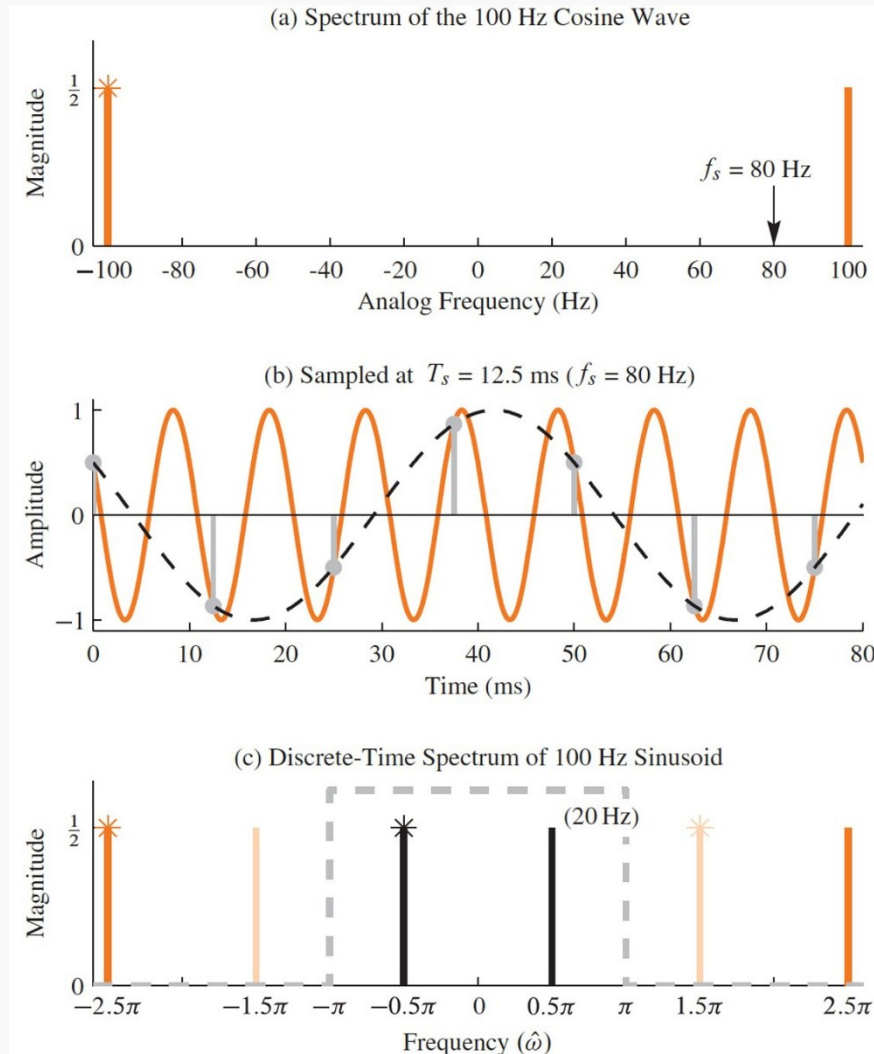 (a) Spectrum of the 100 Hz Cosine Wave
1/2
Magnitude
f_s = 80 Hz
0
−100 -80 -60 -40 -20 0 20 40 60 80 100
Analog Frequency (Hz)
(b) Sampled at T_s = 12.5 ms (f_s = 80 Hz)
1
Amplitude
0
−1
0 10 20 30 40 50 60 70 80
Time (ms)
(c) Discrete-Time Spectrum of 100 Hz Sinusoid
1/2
(20 Hz)
Magnitude
0
−2.5π −1.5π −π −0.5π 0 0.5π π 1.5π 2.5π
Frequency (ω̂)